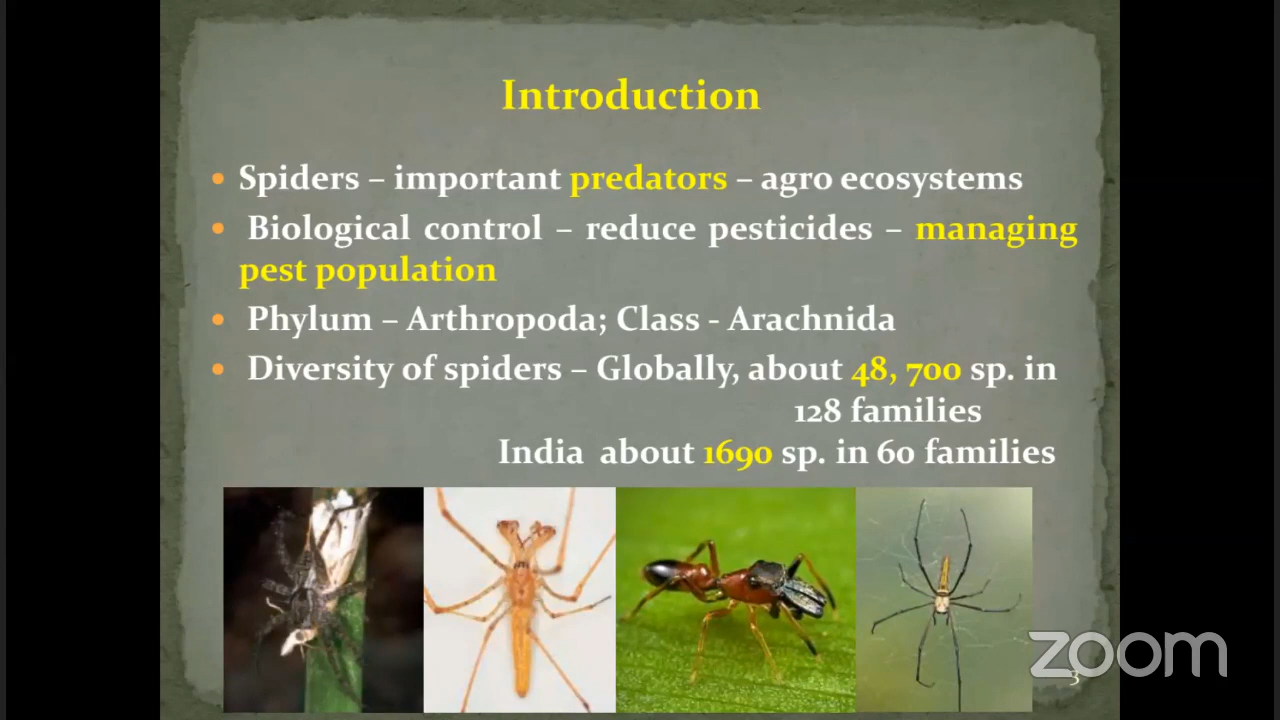 Introduction
• Spiders – important predators – agro ecosystems
• Biological control – reduce pesticides – managing
pest population
• Phylum – Arthropoda; Class - Arachnida
• Diversity of spiders – Globally, about 48, 700 sp. in
128 families
India about 1690 sp. in 60 families
zoom
3